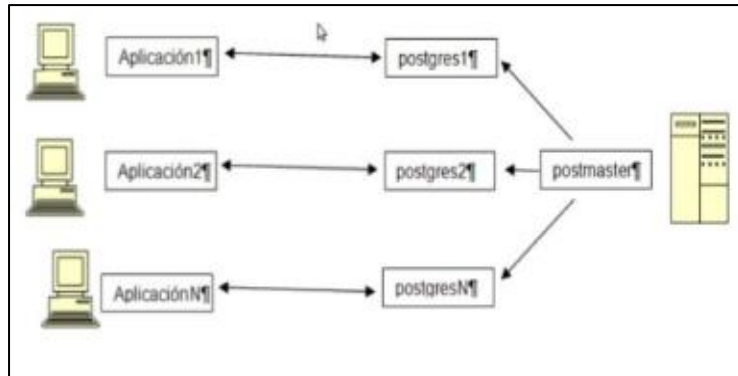 Aplicación1¶
postgres1¶
Aplicación2¶
postgres2¶
postmaster¶
AplicaciónN¶
postgresN¶